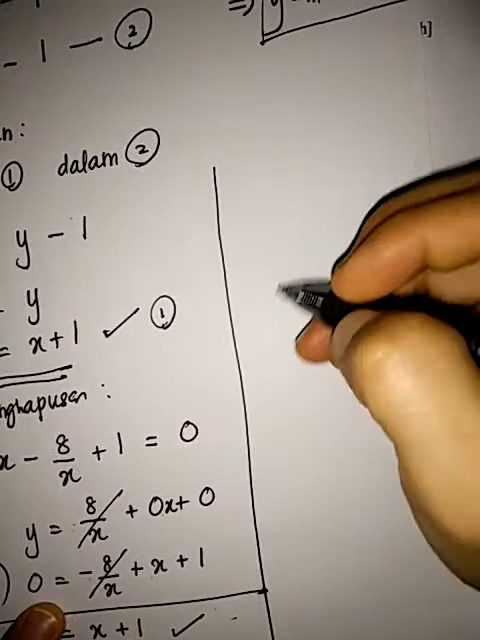 - 1 — ②
⇒ y =
h]
n:
① dalam ②
y - 1
- y
= x+1 ✓ ①
nghapusan :
x - 8/x + 1 = 0
y = 8/x + 0x + 0
) 0 = -8/x + x + 1
= x+1 ✓